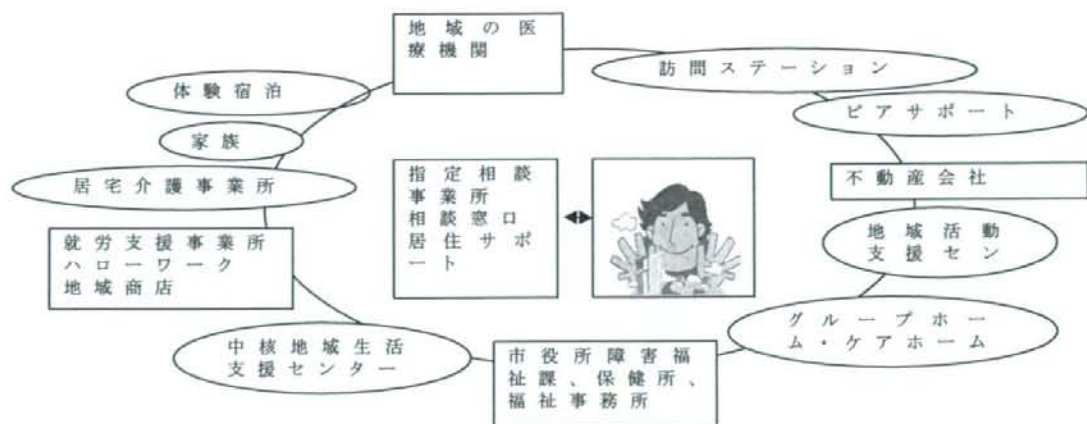 地域の医
療機関
訪問ステーション
体験宿泊
ピアサポート
家族
居宅介護事業所
指定相談
事業所
相談窓口
居住サポ
ート
不動産会社
就労支援事業所
ハローワーク
地域商店
地域活動
支援セン
グループホー
ム・ケアホーム
中核地域生活
支援センター
市役所障害福
祉課、保健所、
福祉事務所